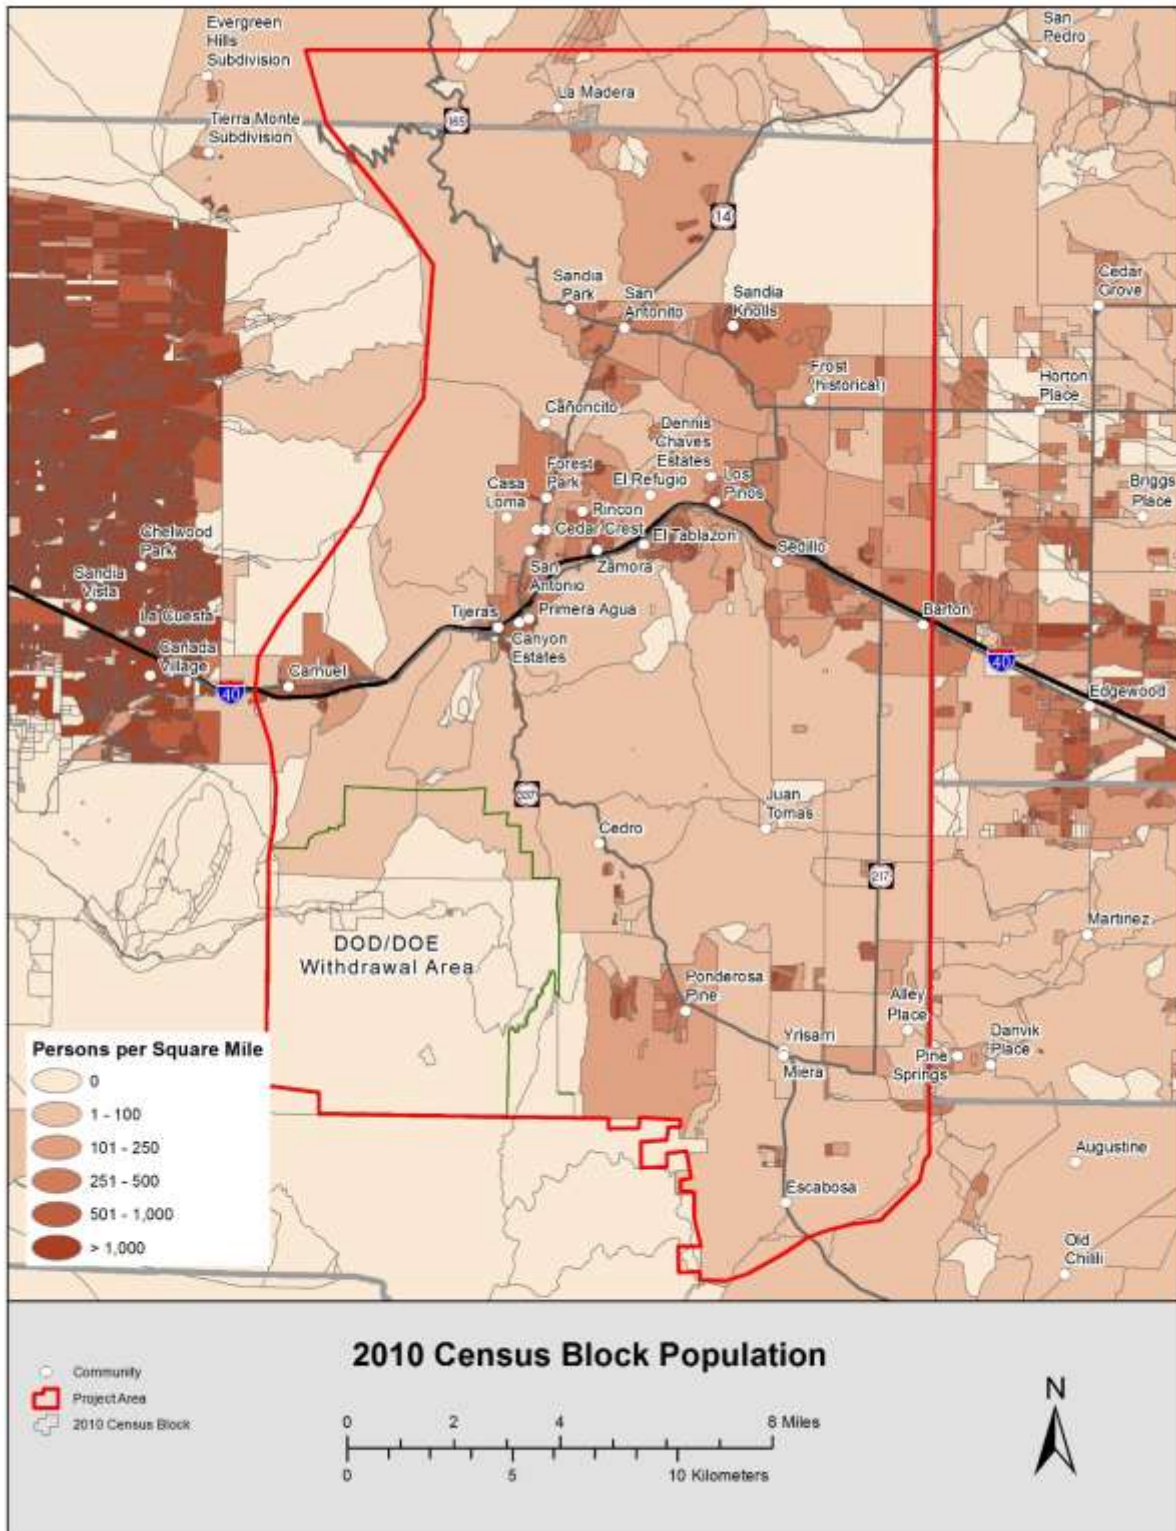 Evergreen
Hills
Subdivision
San
Pedro
La Madera
165
Tierra Monte
Subdivision
14
Sandia
Park
San
Antonito
Sandia
Knolls
Cedar
Grove
Frost
(historical)
Horton
Place
Cañoncito
Dennis
Chaves
Estates
Forest
Park
El Refugio
Los
Pinos
Casa
Loma
Briggs
Place
Rincon
Cedar Crest
El Tablazon
Chelwood
Park
San
Antonio
Zamora
Sedillo
Sandia
Vista
La Cuesta
Tijeras
Primera Agua
Barton
Cañada
Village
Canyon
Estates
Carnuel
40
40
Edgewood
337
Juan
Tomas
Cedro
217
Martinez
DOD/DOE
Withdrawal Area
Ponderosa
Pine
Alley
Place
Danvik
Place
Yrisarri
Pine
Springs
Miera
Persons per Square Mile
0
1 - 100
101 - 250
251 - 500
501 - 1,000
> 1,000
Augustine
Escabosa
Old
Chilili
2010 Census Block Population
Community
Project Area
2010 Census Block
0 2 4 8 Miles
0 5 10 Kilometers
N